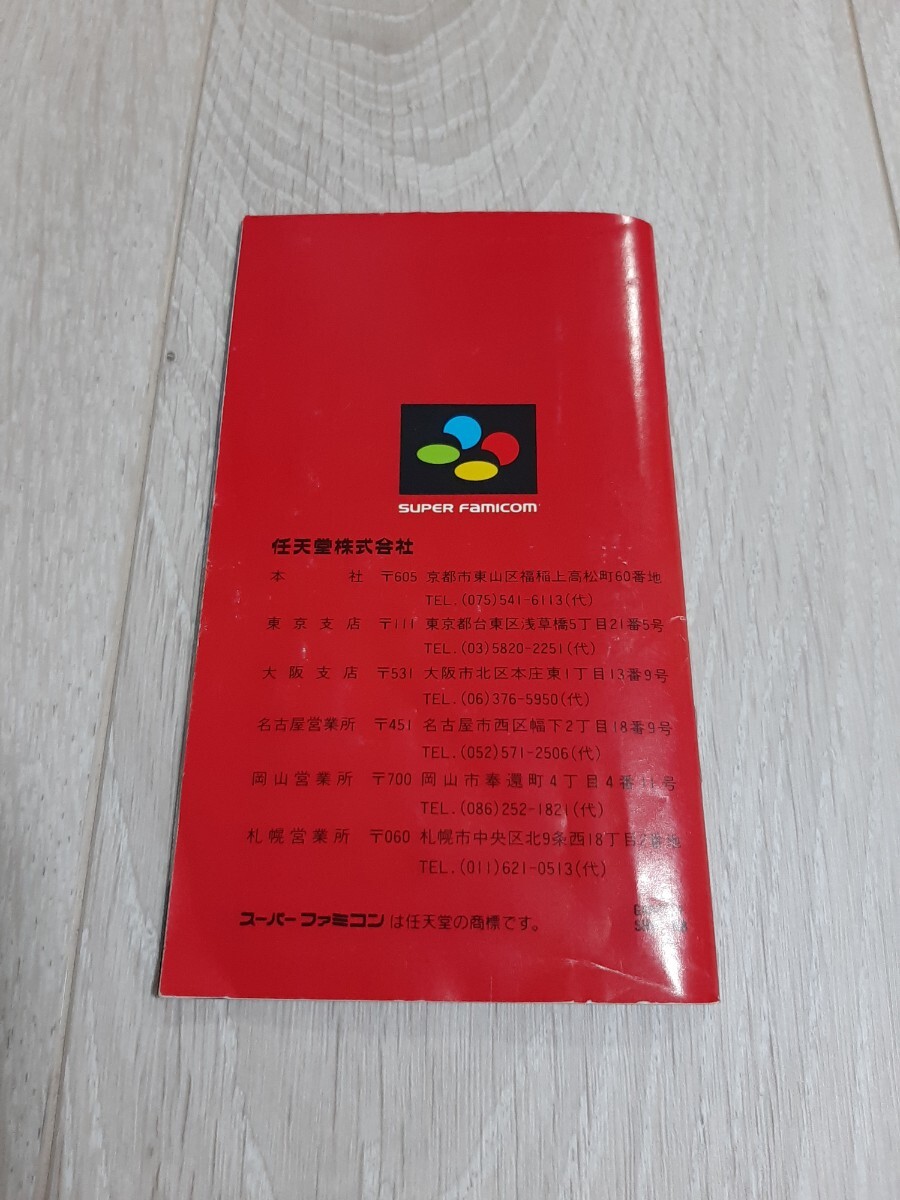 SUPER FAMICOM
任天堂株式会社
本 社 〒605 京都市東山区福稲上高松町60番地
TEL.(075)541-6113(代)
東京支店 〒111 東京都台東区浅草橋5丁目21番5号
TEL.(03)5820-2251(代)
大阪支店 〒531 大阪市北区本庄東1丁目13番9号
TEL.(06)376-5950(代)
名古屋営業所 〒451 名古屋市西区幅下2丁目18番9号
TEL.(052)571-2506(代)
岡山営業所 〒700 岡山市奉還町4丁目4番11号
TEL.(086)252-1821(代)
札幌営業所 〒060 札幌市中央区北9条西18丁目2番地
TEL.(011)621-0513(代)
スーパーファミコンは任天堂の商標です。